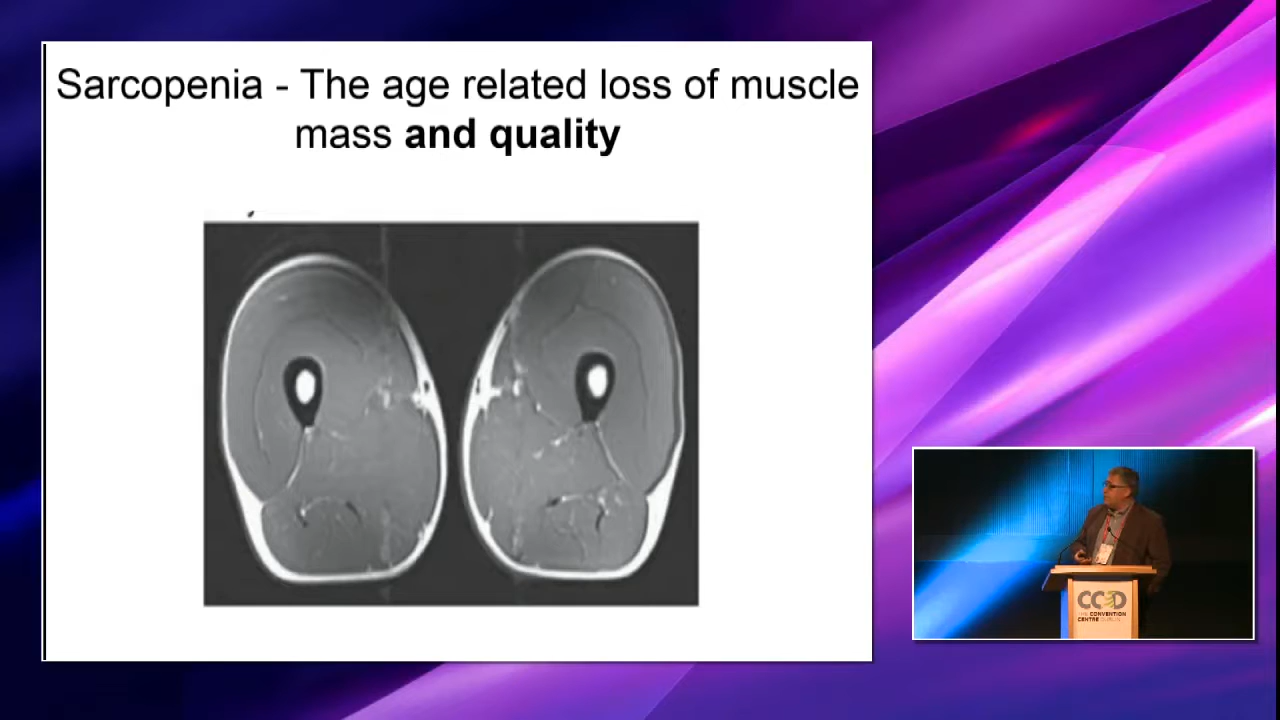 Sarcopenia - The age related loss of muscle
mass and quality
CCD
THE CONVENTION
CENTRE DUBLIN